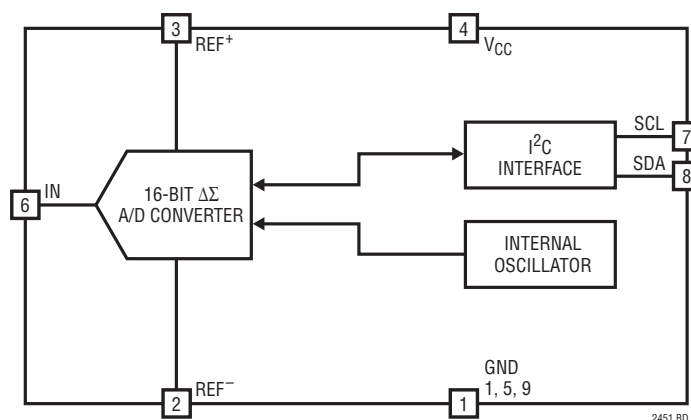 3
REF+
4
VCC
SCL
7
I2C
INTERFACE
SDA
8
6
IN
16-BIT ΔΣ
A/D CONVERTER
INTERNAL
OSCILLATOR
2
REF−
1
GND
1, 5, 9
2451 BD